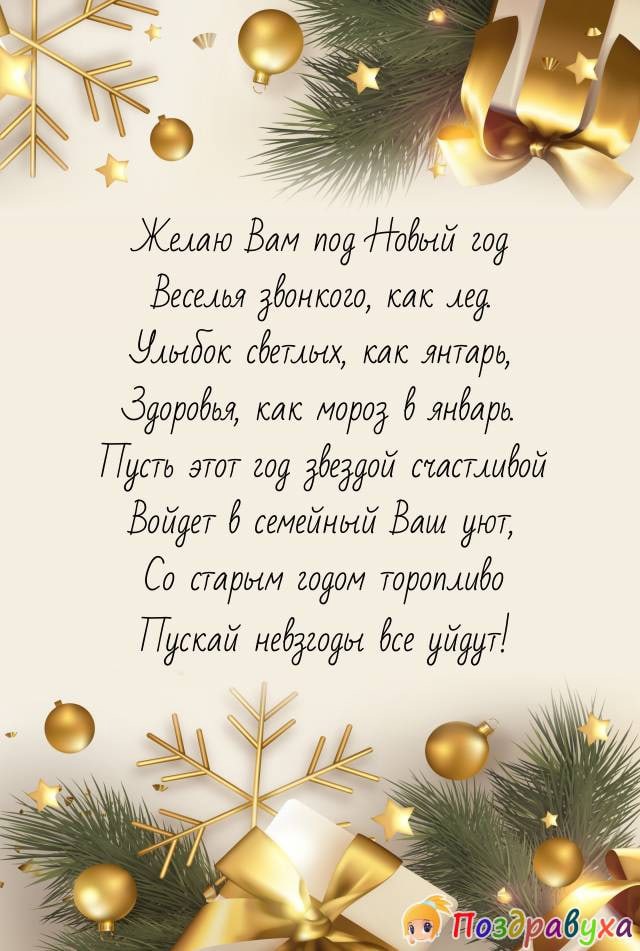 Желаю Вам под Новый год
Веселья звонкого, как лед.
Улыбок светлых, как янтарь,
Здоровья, как мороз в январь.
Пусть этот год звездой счастливой
Войдет в семейный Ваш уют,
Со старым годом торопливо
Пускай невзгоды все уйдут!
Поздравуха